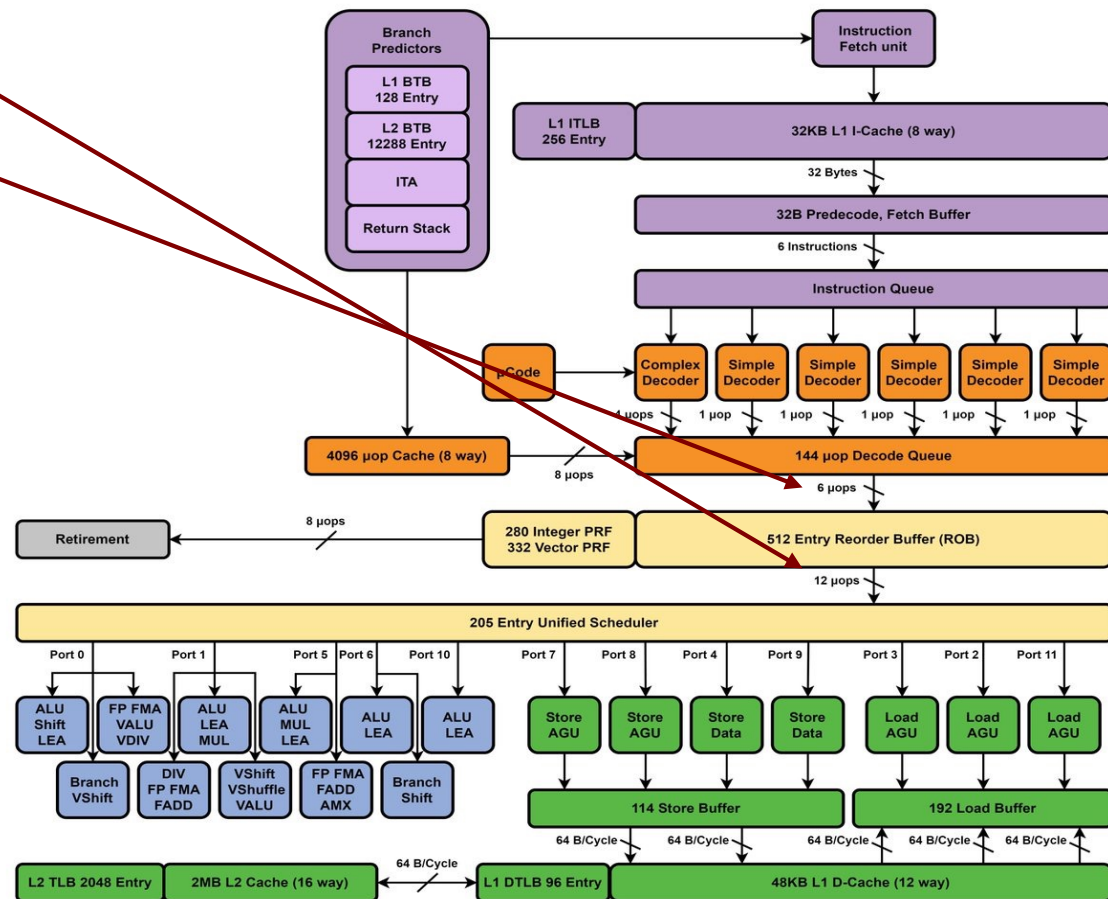 Branch
Predictors
L1 BTB
128 Entry
L2 BTB
12288 Entry
ITA
Return Stack
Instruction
Fetch unit
L1 ITLB
256 Entry
32KB L1 I-Cache (8 way)
32 Bytes
32B Predecode, Fetch Buffer
6 Instructions
Instruction Queue
µCode
Complex
Decoder
Simple
Decoder
Simple
Decoder
Simple
Decoder
Simple
Decoder
Simple
Decoder
4 µops
1 µop
1 µop
1 µop
1 µop
1 µop
4096 µop Cache (8 way)
8 µops
144 µop Decode Queue
6 µops
Retirement
8 µops
280 Integer PRF
332 Vector PRF
512 Entry Reorder Buffer (ROB)
12 µops
205 Entry Unified Scheduler
Port 0
Port 1
Port 5
Port 6
Port 10
Port 7
Port 8
Port 4
Port 9
Port 3
Port 2
Port 11
ALU
Shift
LEA
FP FMA
VALU
VDIV
ALU
LEA
MUL
ALU
MUL
LEA
ALU
LEA
ALU
LEA
Store
AGU
Store
AGU
Store
Data
Store
Data
Load
AGU
Load
AGU
Load
AGU
Branch
VShift
DIV
FP FMA
FADD
VShift
VShuffle
VALU
FP FMA
FADD
AMX
Branch
Shift
114 Store Buffer
192 Load Buffer
64 B/Cycle
64 B/Cycle
64 B/Cycle
64 B/Cycle
64 B/Cycle
64 B/Cycle
L2 TLB 2048 Entry
2MB L2 Cache (16 way)
L1 DTLB 96 Entry
48KB L1 D-Cache (12 way)